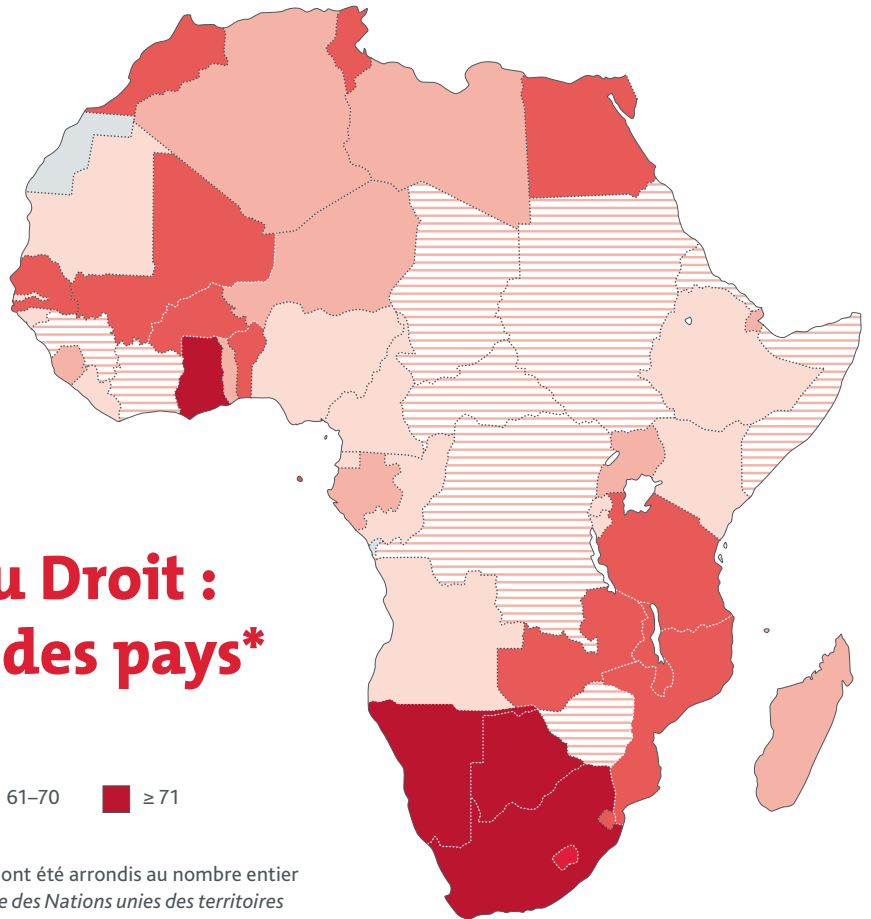 u Droit :
des pays*
61–70 ≥ 71
ont été arrondis au nombre entier
e des Nations unies des territoires